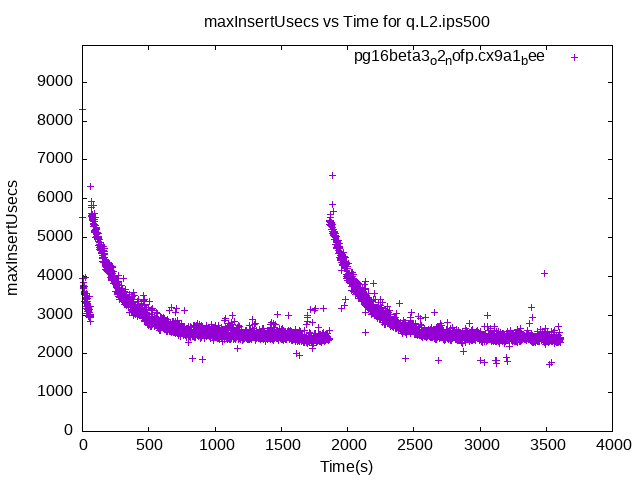 maxInsertUsecs vs Time for q.L2.ips500
pg16beta3o2nofp.cx9a1bee
9000
8000
7000
6000
5000
4000
3000
2000
1000
0
maxInsertUsecs
0 500 1000 1500 2000 2500 3000 3500 4000
Time(s)